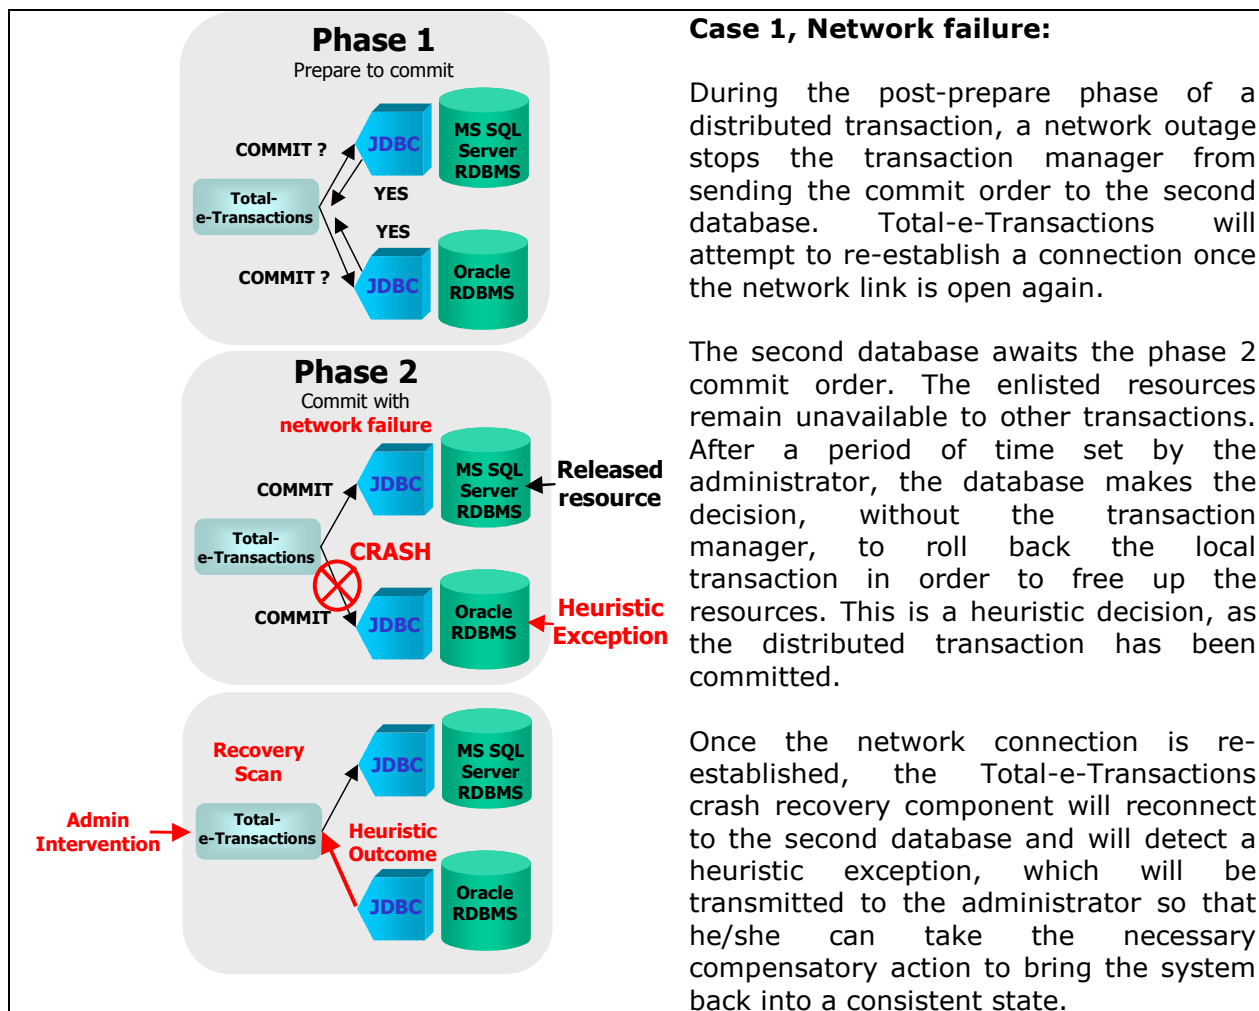 Phase 1
Prepare to commit
COMMIT ?
JDBC
MS SQL
Server
RDBMS
Total-
e-Transactions
YES
YES
COMMIT ?
JDBC
Oracle
RDBMS
Phase 2
Commit with
network failure
COMMIT
JDBC
MS SQL
Server
RDBMS
Released
resource
Total-
e-Transactions
CRASH
COMMIT
JDBC
Oracle
RDBMS
Heuristic
Exception
Recovery
Scan
JDBC
MS SQL
Server
RDBMS
Admin
Intervention
Total-
e-Transactions
Heuristic
Outcome
JDBC
Oracle
RDBMS
Case 1, Network failure:
During the post-prepare phase of a
distributed transaction, a network outage
stops the transaction manager from
sending the commit order to the second
database. Total-e-Transactions will
attempt to re-establish a connection once
the network link is open again.
The second database awaits the phase 2
commit order. The enlisted resources
remain unavailable to other transactions.
After a period of time set by the
administrator, the database makes the
decision, without the transaction
manager, to roll back the local
transaction in order to free up the
resources. This is a heuristic decision, as
the distributed transaction has been
committed.
Once the network connection is re-
established, the Total-e-Transactions
crash recovery component will reconnect
to the second database and will detect a
heuristic exception, which will be
transmitted to the administrator so that
he/she can take the necessary
compensatory action to bring the system
back into a consistent state.